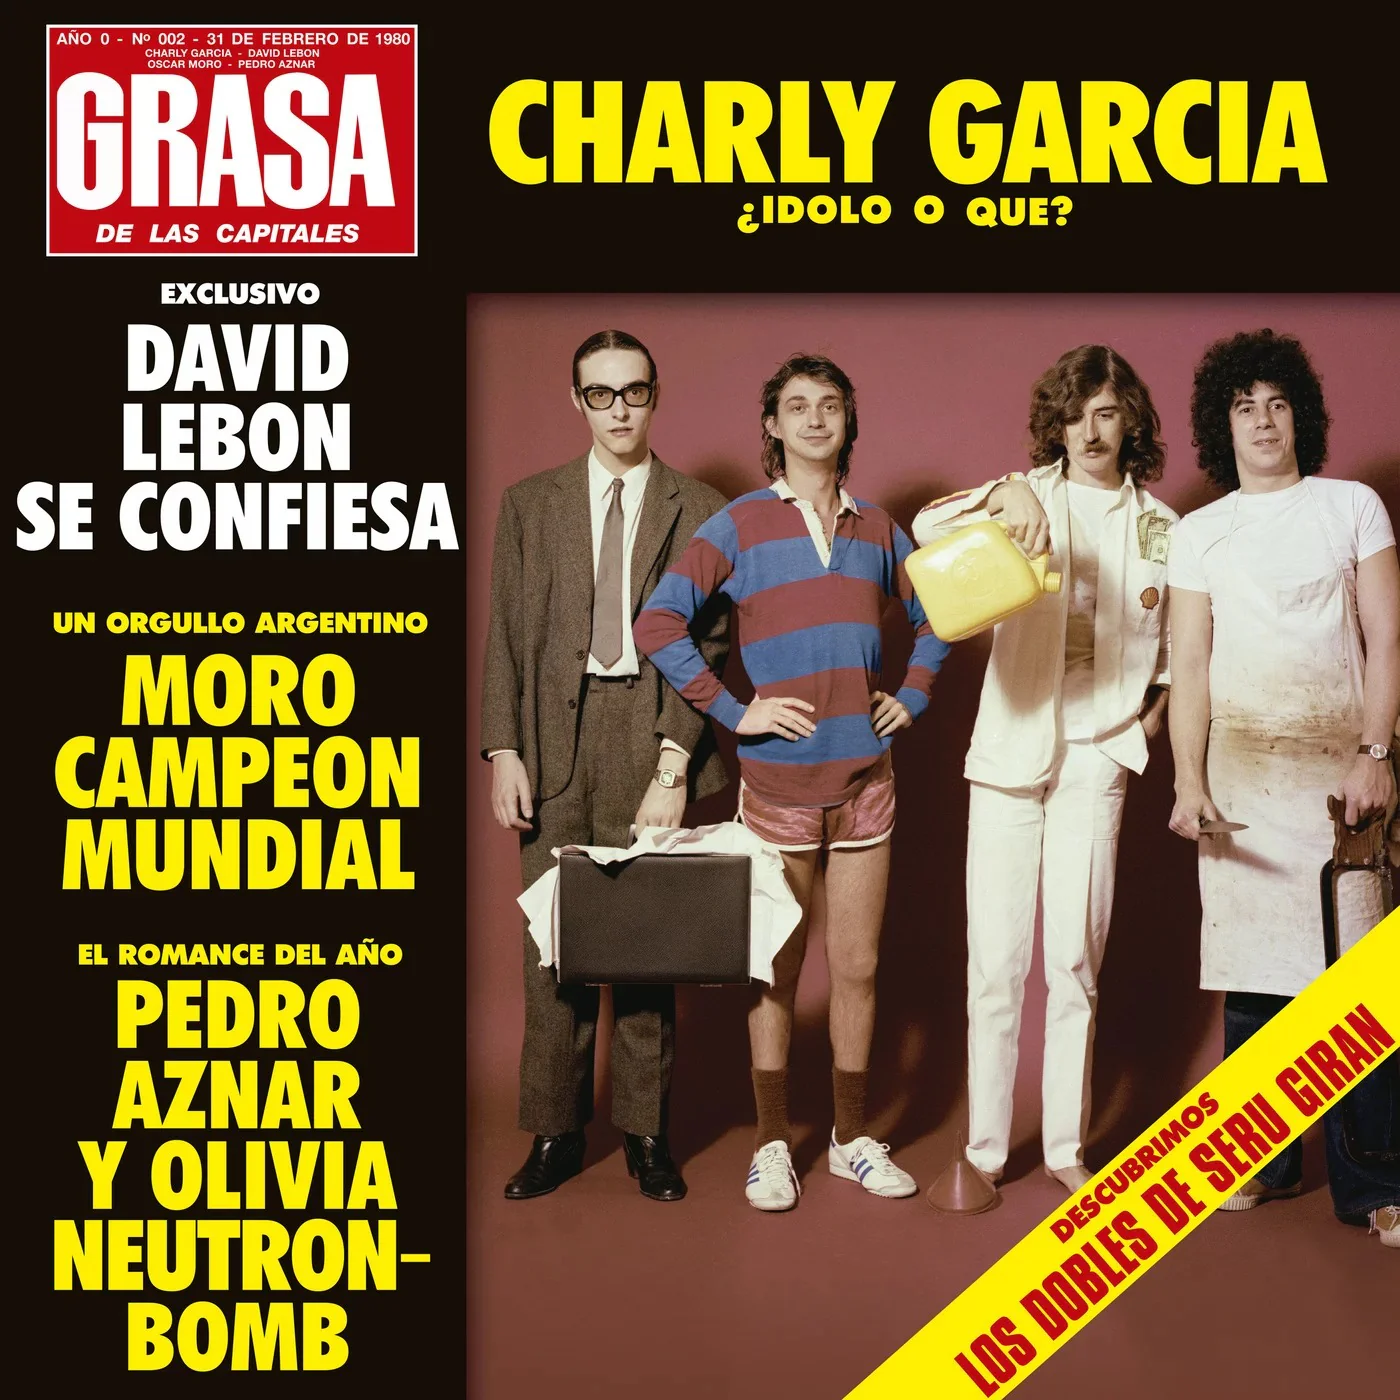 AÑO 0 - Nº 002 - 31 DE FEBRERO DE 1980
CHARLY GARCIA - DAVID LEBON
OSCAR MORO - PEDRO AZNAR
GRASA
DE LAS CAPITALES
CHARLY GARCIA
¿IDOLO O QUE?
EXCLUSIVO
DAVID
LEBON
SE CONFIESA
UN ORGULLO ARGENTINO
MORO
CAMPEON
MUNDIAL
EL ROMANCE DEL AÑO
PEDRO
AZNAR
Y OLIVIA
NEUTRON-
BOMB
DESCUBRIMOS
LOS DOBLES DE SERU GIRAN